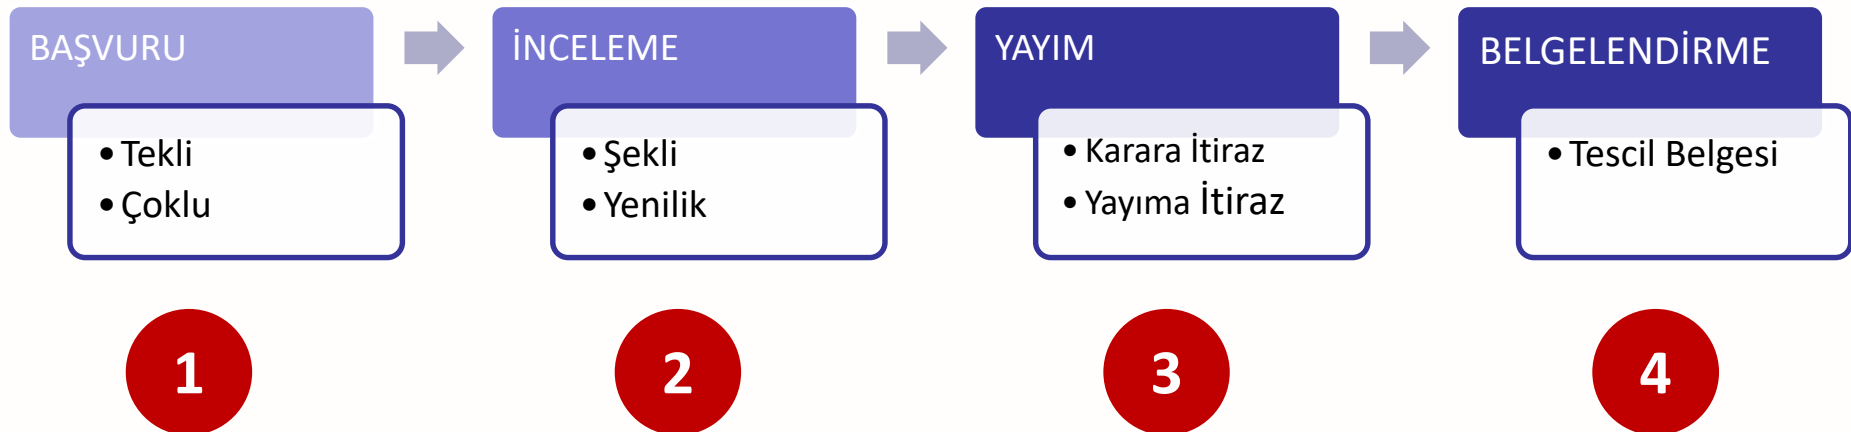 BAŞVURU
• Tekli
• Çoklu
İNCELEME
• Şekli
• Yenilik
YAYIM
• Karara İtiraz
• Yayıma İtiraz
BELGELENDİRME
• Tescil Belgesi
1
2
3
4